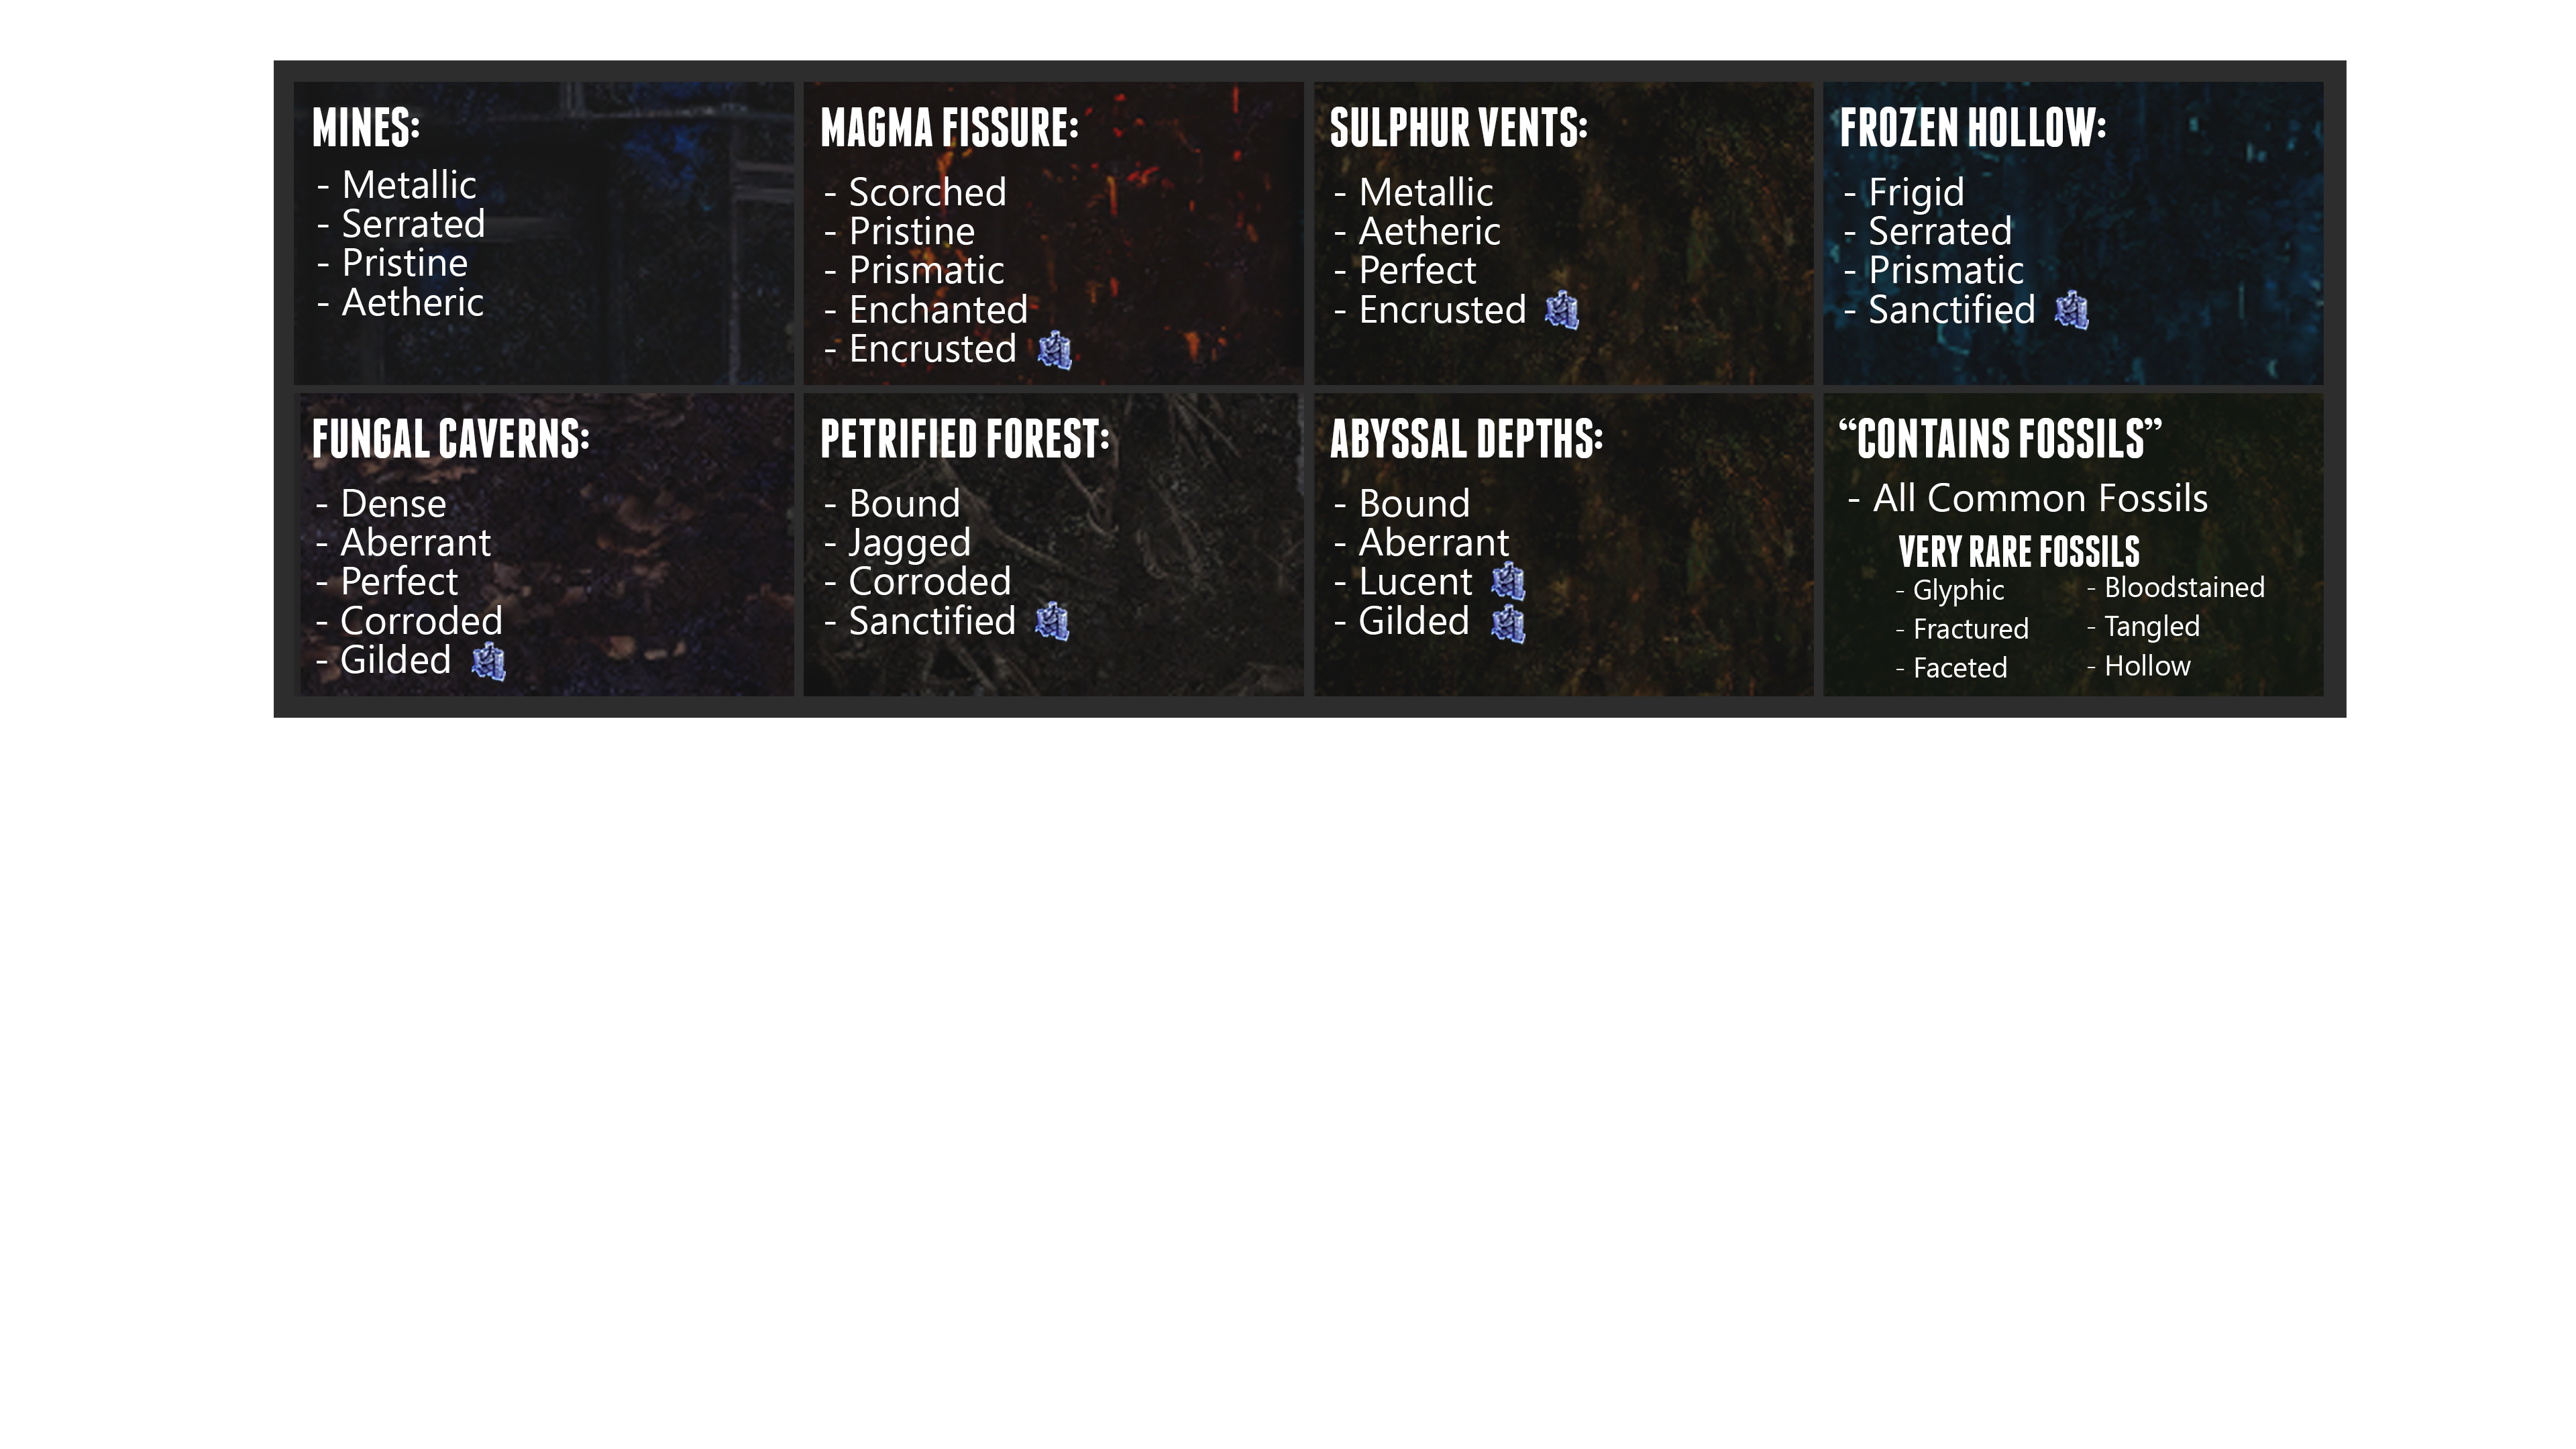 MINES:
- Metallic
- Serrated
- Pristine
- Aetheric
MAGMA FISSURE:
- Scorched
- Pristine
- Prismatic
- Enchanted
- Encrusted
SULPHUR VENTS:
- Metallic
- Aetheric
- Perfect
- Encrusted
FROZEN HOLLOW:
- Frigid
- Serrated
- Prismatic
- Sanctified
FUNGAL CAVERNS:
- Dense
- Aberrant
- Perfect
- Corroded
- Gilded
PETRIFIED FOREST:
- Bound
- Jagged
- Corroded
- Sanctified
ABYSSAL DEPTHS:
- Bound
- Aberrant
- Lucent
- Gilded
“CONTAINS FOSSILS”
- All Common Fossils
VERY RARE FOSSILS
- Glyphic
- Fractured
- Faceted
- Bloodstained
- Tangled
- Hollow